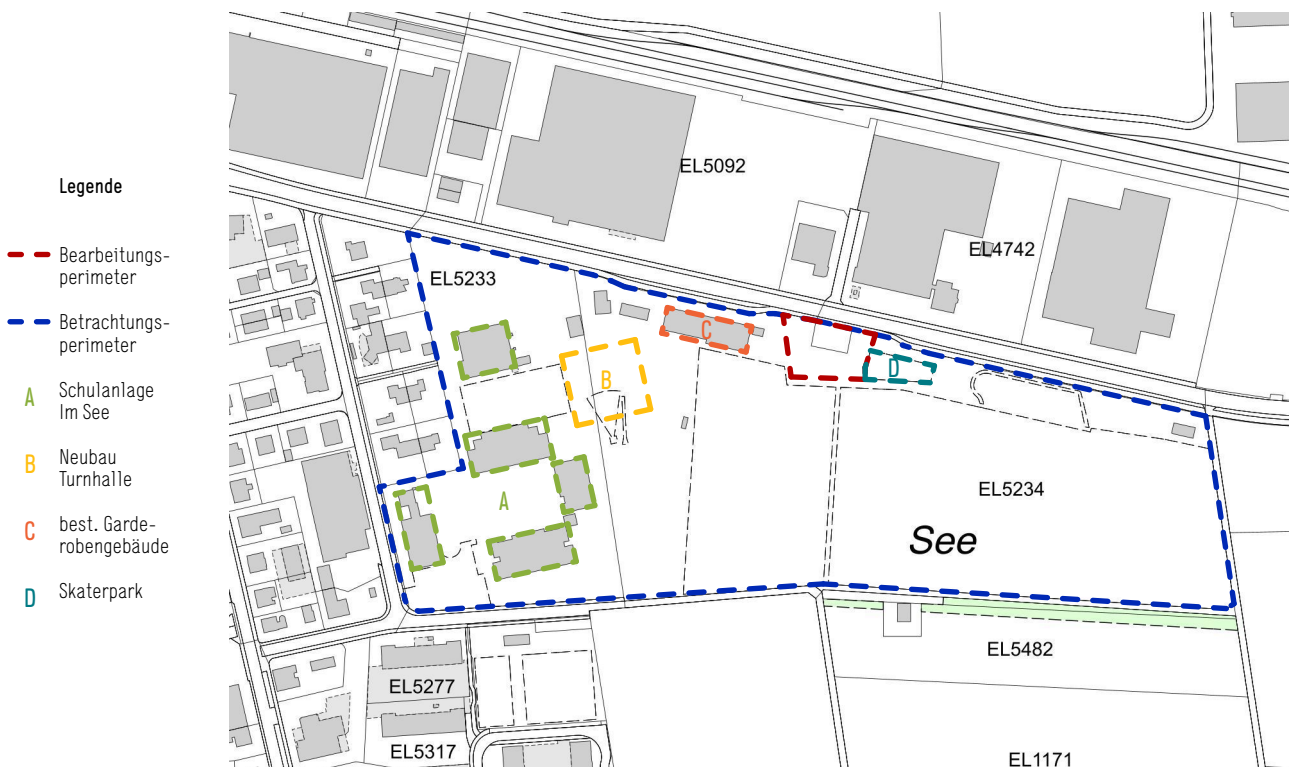 Legende
Bearbeitungs-
perimeter
Betrachtungs-
perimeter
A Schulanlage
Im See
B Neubau
Turnhalle
C best. Garde-
robengebäude
D Skaterpark
EL5092
EL4742
EL5233
C
D
B
A
EL5234
See
EL5482
EL5277
EL5317
EL1171